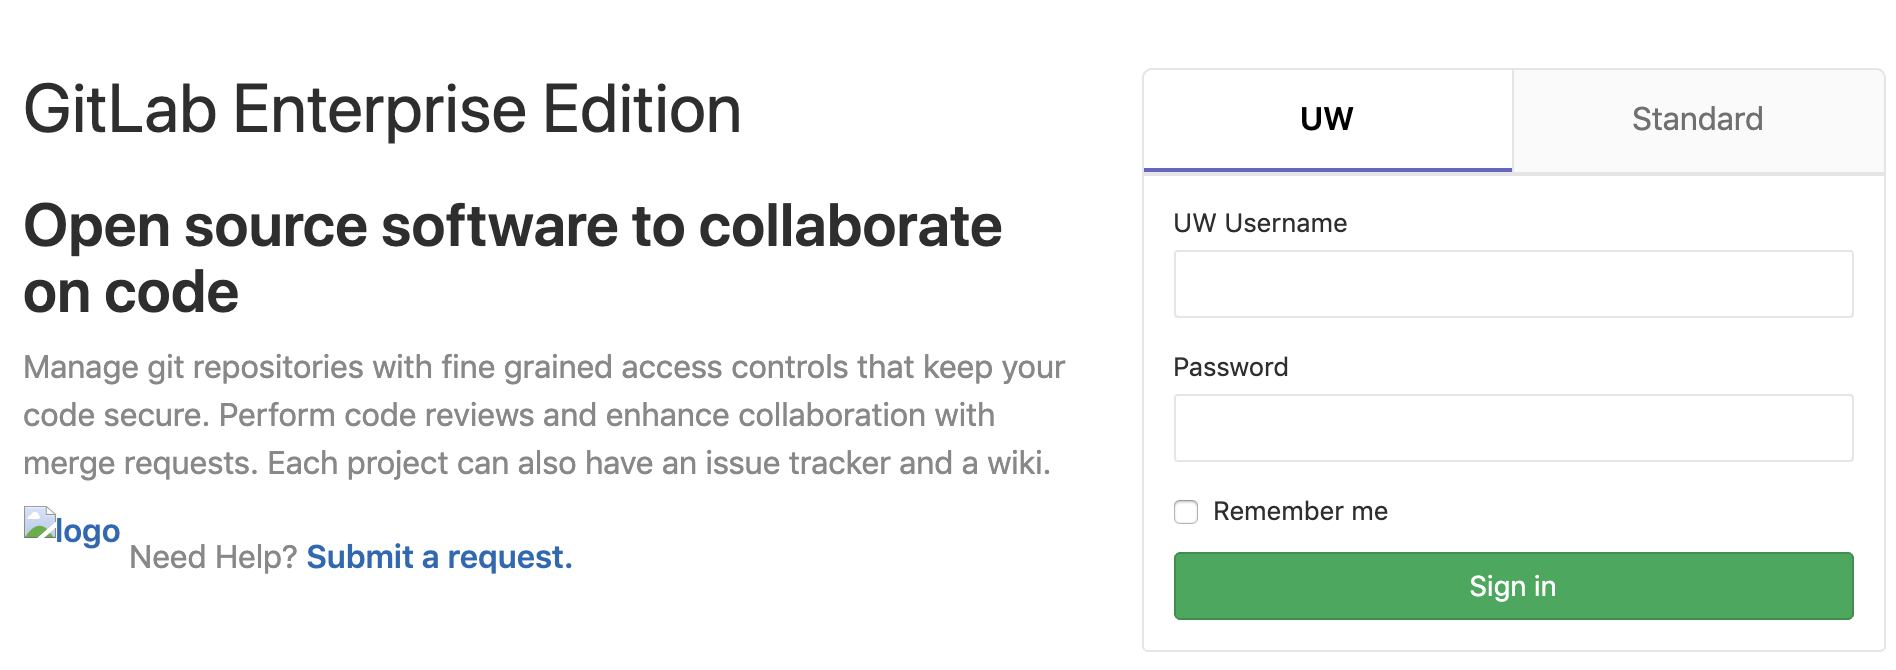 GitLab Enterprise Edition
Open source software to collaborate
on code
Manage git repositories with fine grained access controls that keep your
code secure. Perform code reviews and enhance collaboration with
merge requests. Each project can also have an issue tracker and a wiki.
logo Need Help? Submit a request.
UW Standard
UW Username
Password
Remember me
Sign in